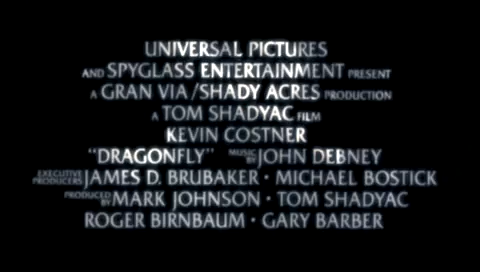 UNIVERSAL PICTURES
AND SPYGLASS ENTERTAINMENT PRESENT
A GRAN VIA/SHADY ACRES PRODUCTION
A TOM SHADYAC FILM
KEVIN COSTNER
"DRAGONFLY" MUSIC BY JOHN DEBNEY
EXECUTIVE PRODUCERS JAMES D. BRUBAKER · MICHAEL BOSTICK
PRODUCED BY MARK JOHNSON · TOM SHADYAC
ROGER BIRNBAUM · GARY BARBER